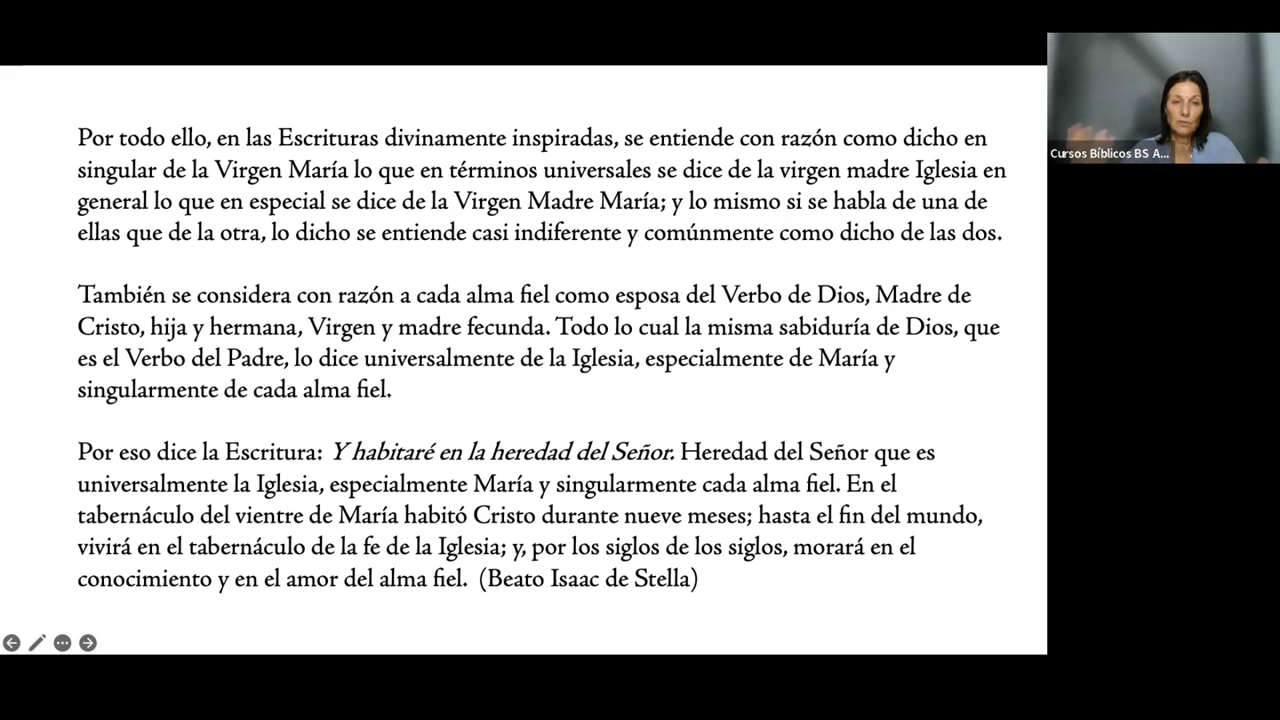 Por todo ello, en las Escrituras divinamente inspiradas, se entiende con razón como dicho en
singular de la Virgen María lo que en términos universales se dice de la virgen madre Iglesia en
general lo que en especial se dice de la Virgen Madre María; y lo mismo si se habla de una de
ellas que de la otra, lo dicho se entiende casi indiferente y comúnmente como dicho de las dos.
También se considera con razón a cada alma fiel como esposa del Verbo de Dios, Madre de
Cristo, hija y hermana, Virgen y madre fecunda. Todo lo cual la misma sabiduría de Dios, que
es el Verbo del Padre, lo dice universalmente de la Iglesia, especialmente de María y
singularmente de cada alma fiel.
Por eso dice la Escritura: Y habitaré en la heredad del Señor. Heredad del Señor que es
universalmente la Iglesia, especialmente María y singularmente cada alma fiel. En el
tabernáculo del vientre de María habitó Cristo durante nueve meses; hasta el fin del mundo,
vivirá en el tabernáculo de la fe de la Iglesia; y, por los siglos de los siglos, morará en el
conocimiento y en el amor del alma fiel. (Beato Isaac de Stella)
Cursos Bíblicos BS A...